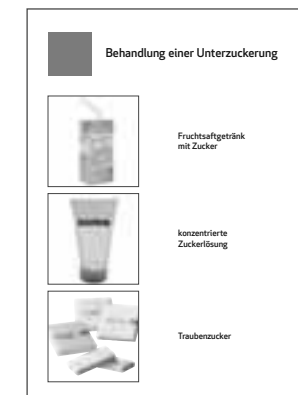 Behandlung einer Unterzuckerung
Fruchtsaftgetränk
mit Zucker
konzentrierte
Zuckerlösung
Traubenzucker